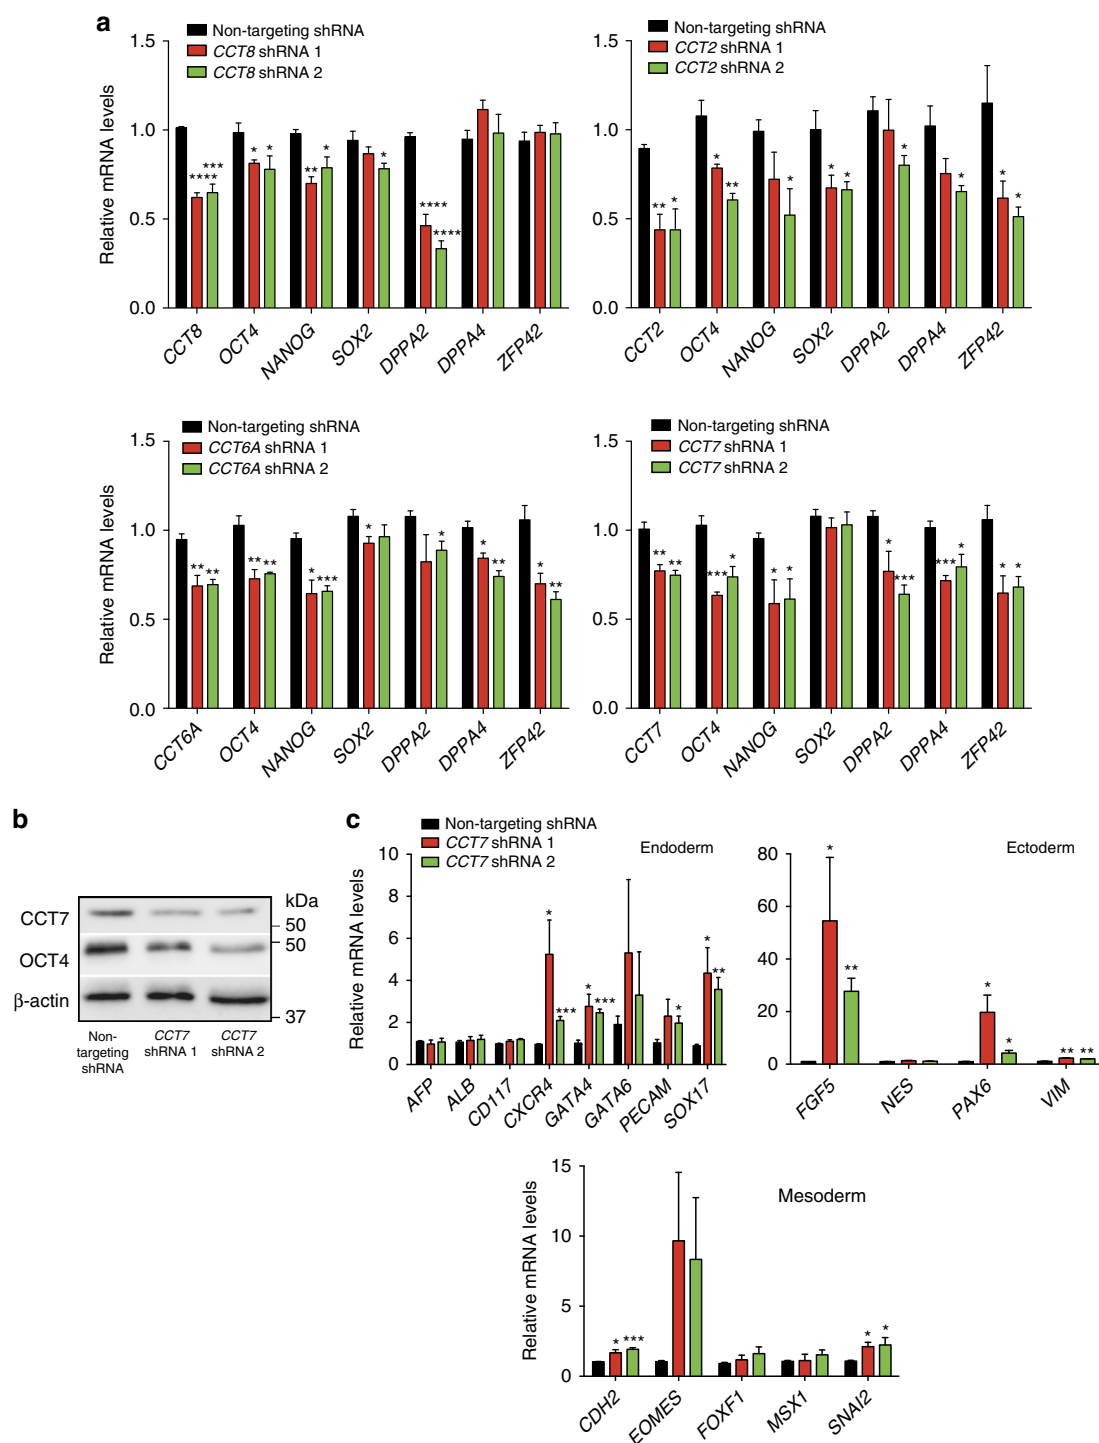 a
Non-targeting shRNA
CCT8 shRNA 1
CCT8 shRNA 2
Relative mRNA levels
1.5
1.0
0.5
0.0
**** *** * * ** * * **** ****
CCT8 OCT4 NANOG SOX2 DPPA2 DPPA4 ZFP42
Non-targeting shRNA
CCT2 shRNA 1
CCT2 shRNA 2
1.5
1.0
0.5
0.0
** * * ** * * * * * * *
CCT2 OCT4 NANOG SOX2 DPPA2 DPPA4 ZFP42
Non-targeting shRNA
CCT6A shRNA 1
CCT6A shRNA 2
Relative mRNA levels
1.5
1.0
0.5
0.0
** ** ** ** * *** * * * ** * **
CCT6A OCT4 NANOG SOX2 DPPA2 DPPA4 ZFP42
Non-targeting shRNA
CCT7 shRNA 1
CCT7 shRNA 2
1.5
1.0
0.5
0.0
** ** *** * * * * *** *** * * *
CCT7 OCT4 NANOG SOX2 DPPA2 DPPA4 ZFP42
b
kDa
CCT7
50
50
OCT4
β-actin
37
Non-targeting shRNA
CCT7 shRNA 1
CCT7 shRNA 2
c
Non-targeting shRNA
CCT7 shRNA 1
CCT7 shRNA 2
Endoderm
Relative mRNA levels
10
8
6
4
2
0
* *** * *** * * **
AFP ALB CD117 CXCR4 GATA4 GATA6 PECAM SOX17
Ectoderm
80
60
40
20
0
* ** * * ** **
FGF5 NES PAX6 VIM
Mesoderm
Relative mRNA levels
15
10
5
0
* *** * *
CDH2 EOMES FOXF1 MSX1 SNAI2